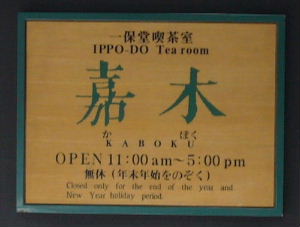 一保堂喫茶室
IPPO-DO Tea room
嘉木
か ぼく
KABOKU
OPEN 11:00am~5:00pm
無休(年末年始をのぞく)
Closed only for the end of the year and
New Year holiday period.